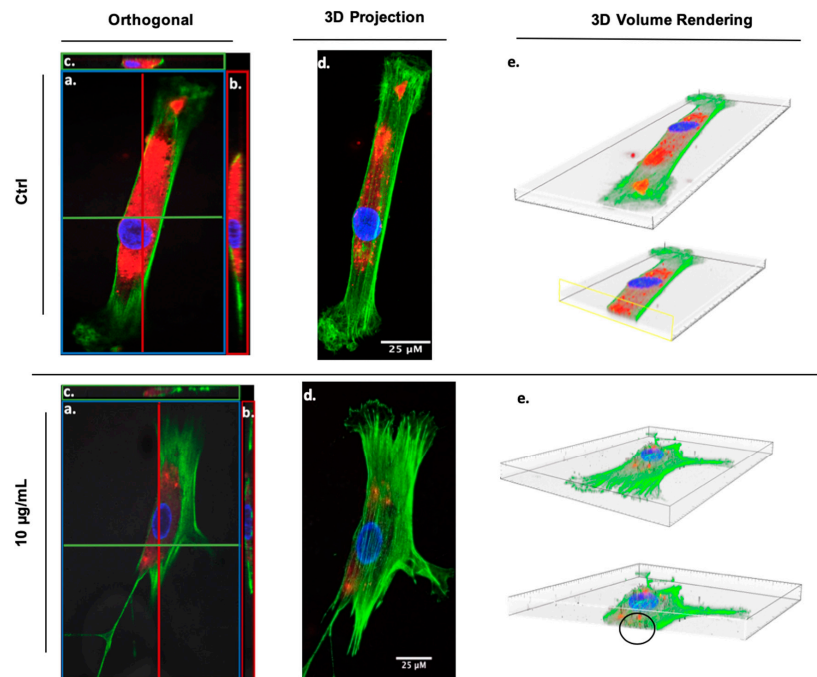 Orthogonal
3D Projection
3D Volume Rendering
Ctrl
c.
a.
b.
d.
25 µM
e.
10 µg/mL
c.
a.
b.
d.
25 µM
e.